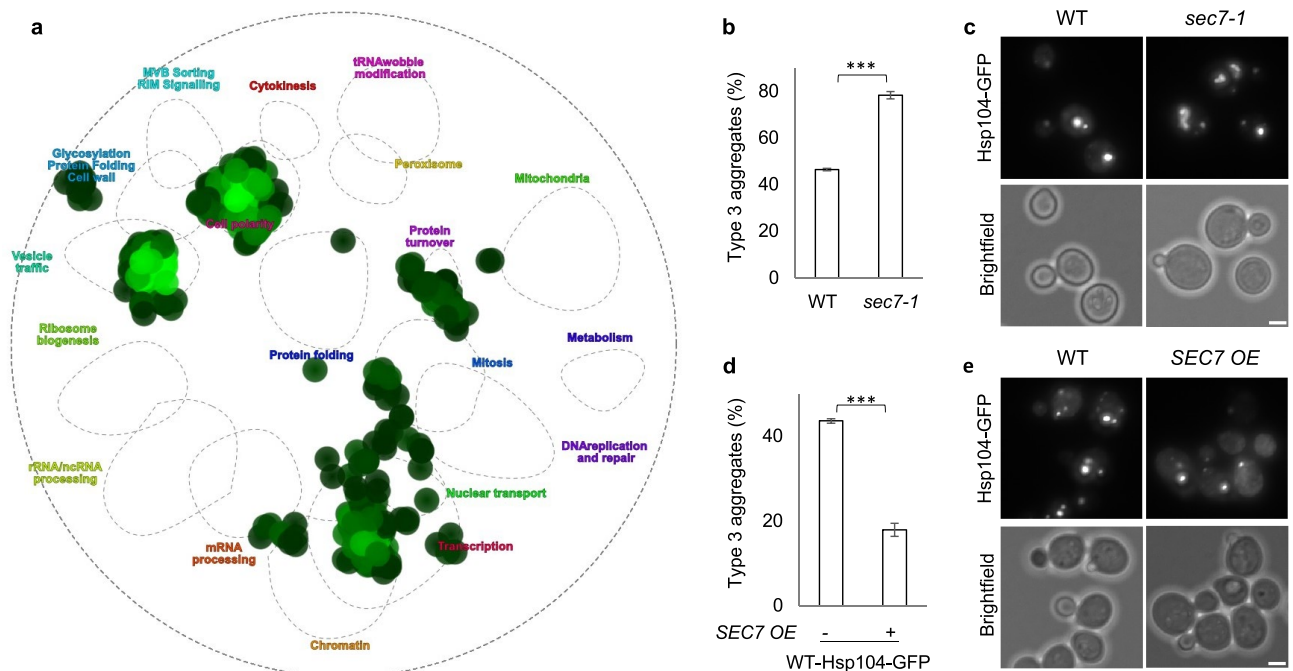 a
MVB Sorting
RIM Signalling
Cytokinesis
tRNAwobble
modification
Glycosylation
Protein Folding
Cell wall
Peroxisome
Mitochondria
Cell polarity
Protein
turnover
Vesicle
traffic
Ribosome
biogenesis
Protein folding
Mitosis
Metabolism
rRNA/ncRNA
processing
DNAreplication
and repair
Nuclear transport
mRNA
processing
Transcription
Chromatin
b
Type 3 aggregates (%)
80
60
40
20
0
***
WT
sec7-1
c
WT
sec7-1
Hsp104-GFP
Brightfield
d
Type 3 aggregates (%)
40
20
0
***
SEC7 OE
-
+
WT-Hsp104-GFP
e
WT
SEC7 OE
Hsp104-GFP
Brightfield